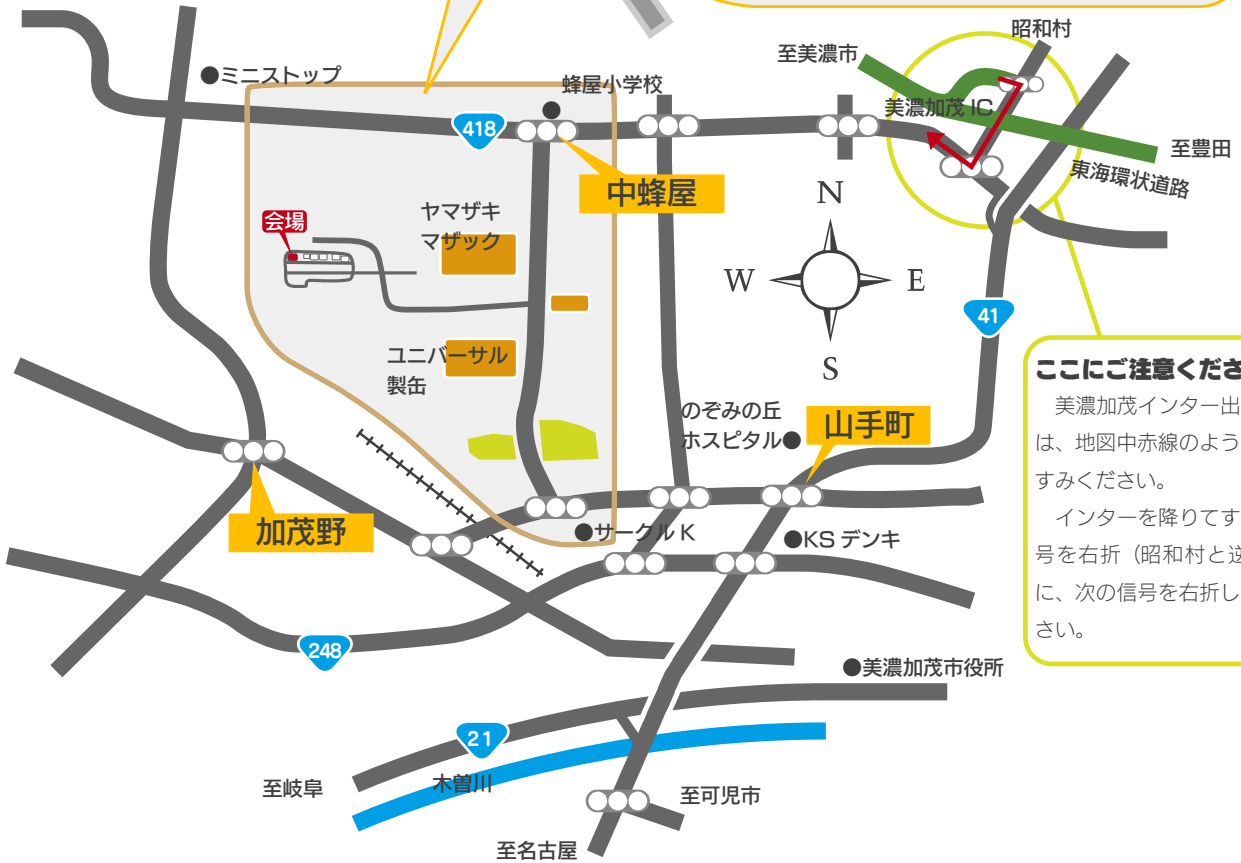 昭和村
至美濃市
●ミニストップ
蜂屋小学校
美濃加茂 IC
418
至豊田
東海環状道路
中蜂屋
N
ヤマザキ
マザック
会場
W
E
41
S
ユニバーサル
製缶
ここにご注意くださ
美濃加茂インター出
は、地図中赤線のよう
すみください。
インターを降りてす
号を右折（昭和村と逆
に、次の信号を右折し
さい。
のぞみの丘
ホスピタル●
山手町
加茂野
●サークル K
●KS デンキ
248
●美濃加茂市役所
21
木曽川
至岐阜
至可児市
至名古屋